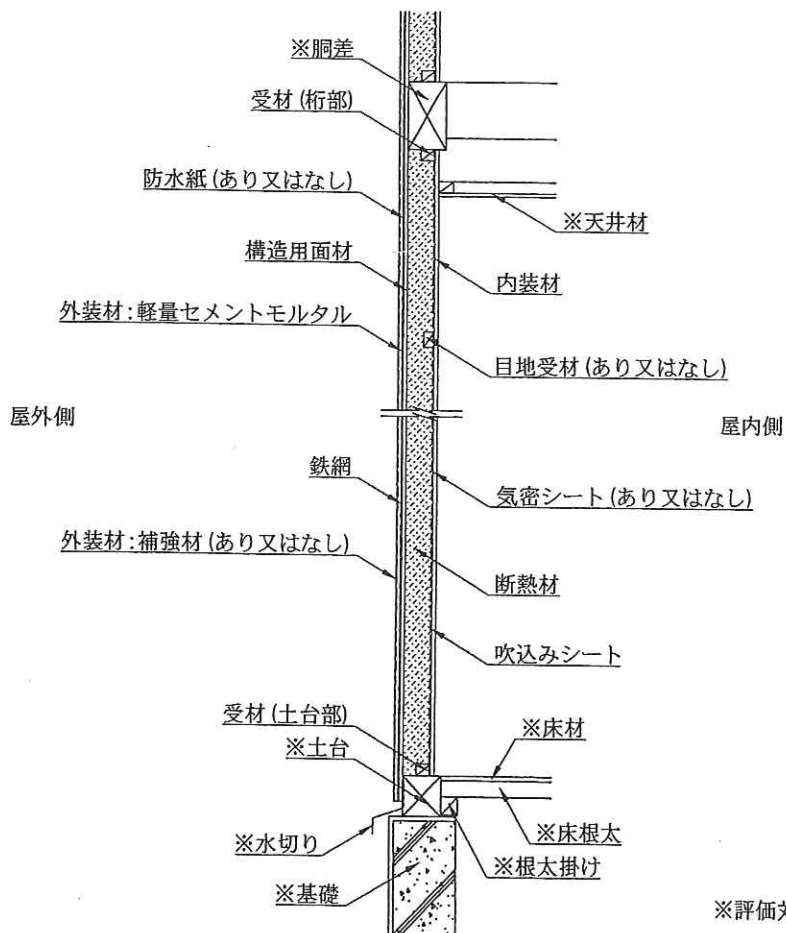 ※胴差
受材(桁部)
防水紙(あり又はなし)
※天井材
構造用面材
内装材
外装材:軽量セメントモルタル
目地受材(あり又はなし)
屋外側
屋内側
鉄網
気密シート(あり又はなし)
外装材:補強材(あり又はなし)
断熱材
吹込みシート
受材(土台部)
※床材
※土台
※床根太
※水切り
※根太掛け
※基礎
※評価